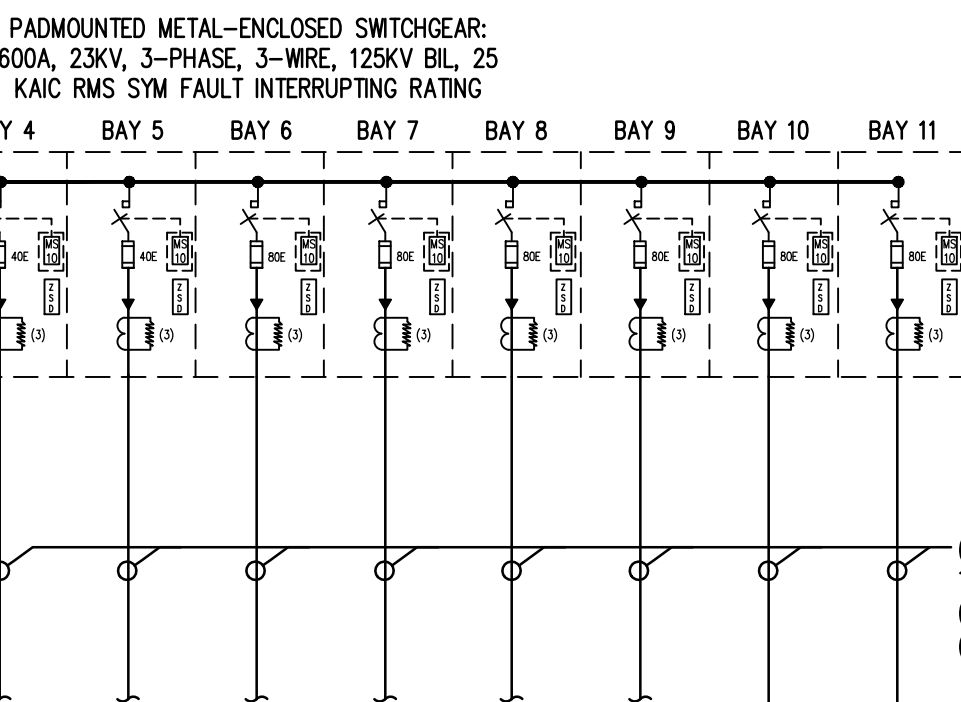 PADMOUNTED METAL-ENCLOSED SWITCHGEAR:
600A, 23KV, 3-PHASE, 3-WIRE, 125KV BIL, 25
KAIC RMS SYM FAULT INTERRUPTING RATING
Y 4 BAY 5 BAY 6 BAY 7 BAY 8 BAY 9 BAY 10 BAY 11
MS MS MS MS MS MS MS MS
40E 10 40E 10 80E 10 80E 10 80E 10 80E 10 80E 10 80E 10
Z Z Z Z Z Z Z Z
S S S S S S S S
D D D D D D D D
(3) (3) (3) (3) (3) (3) (3) (3)